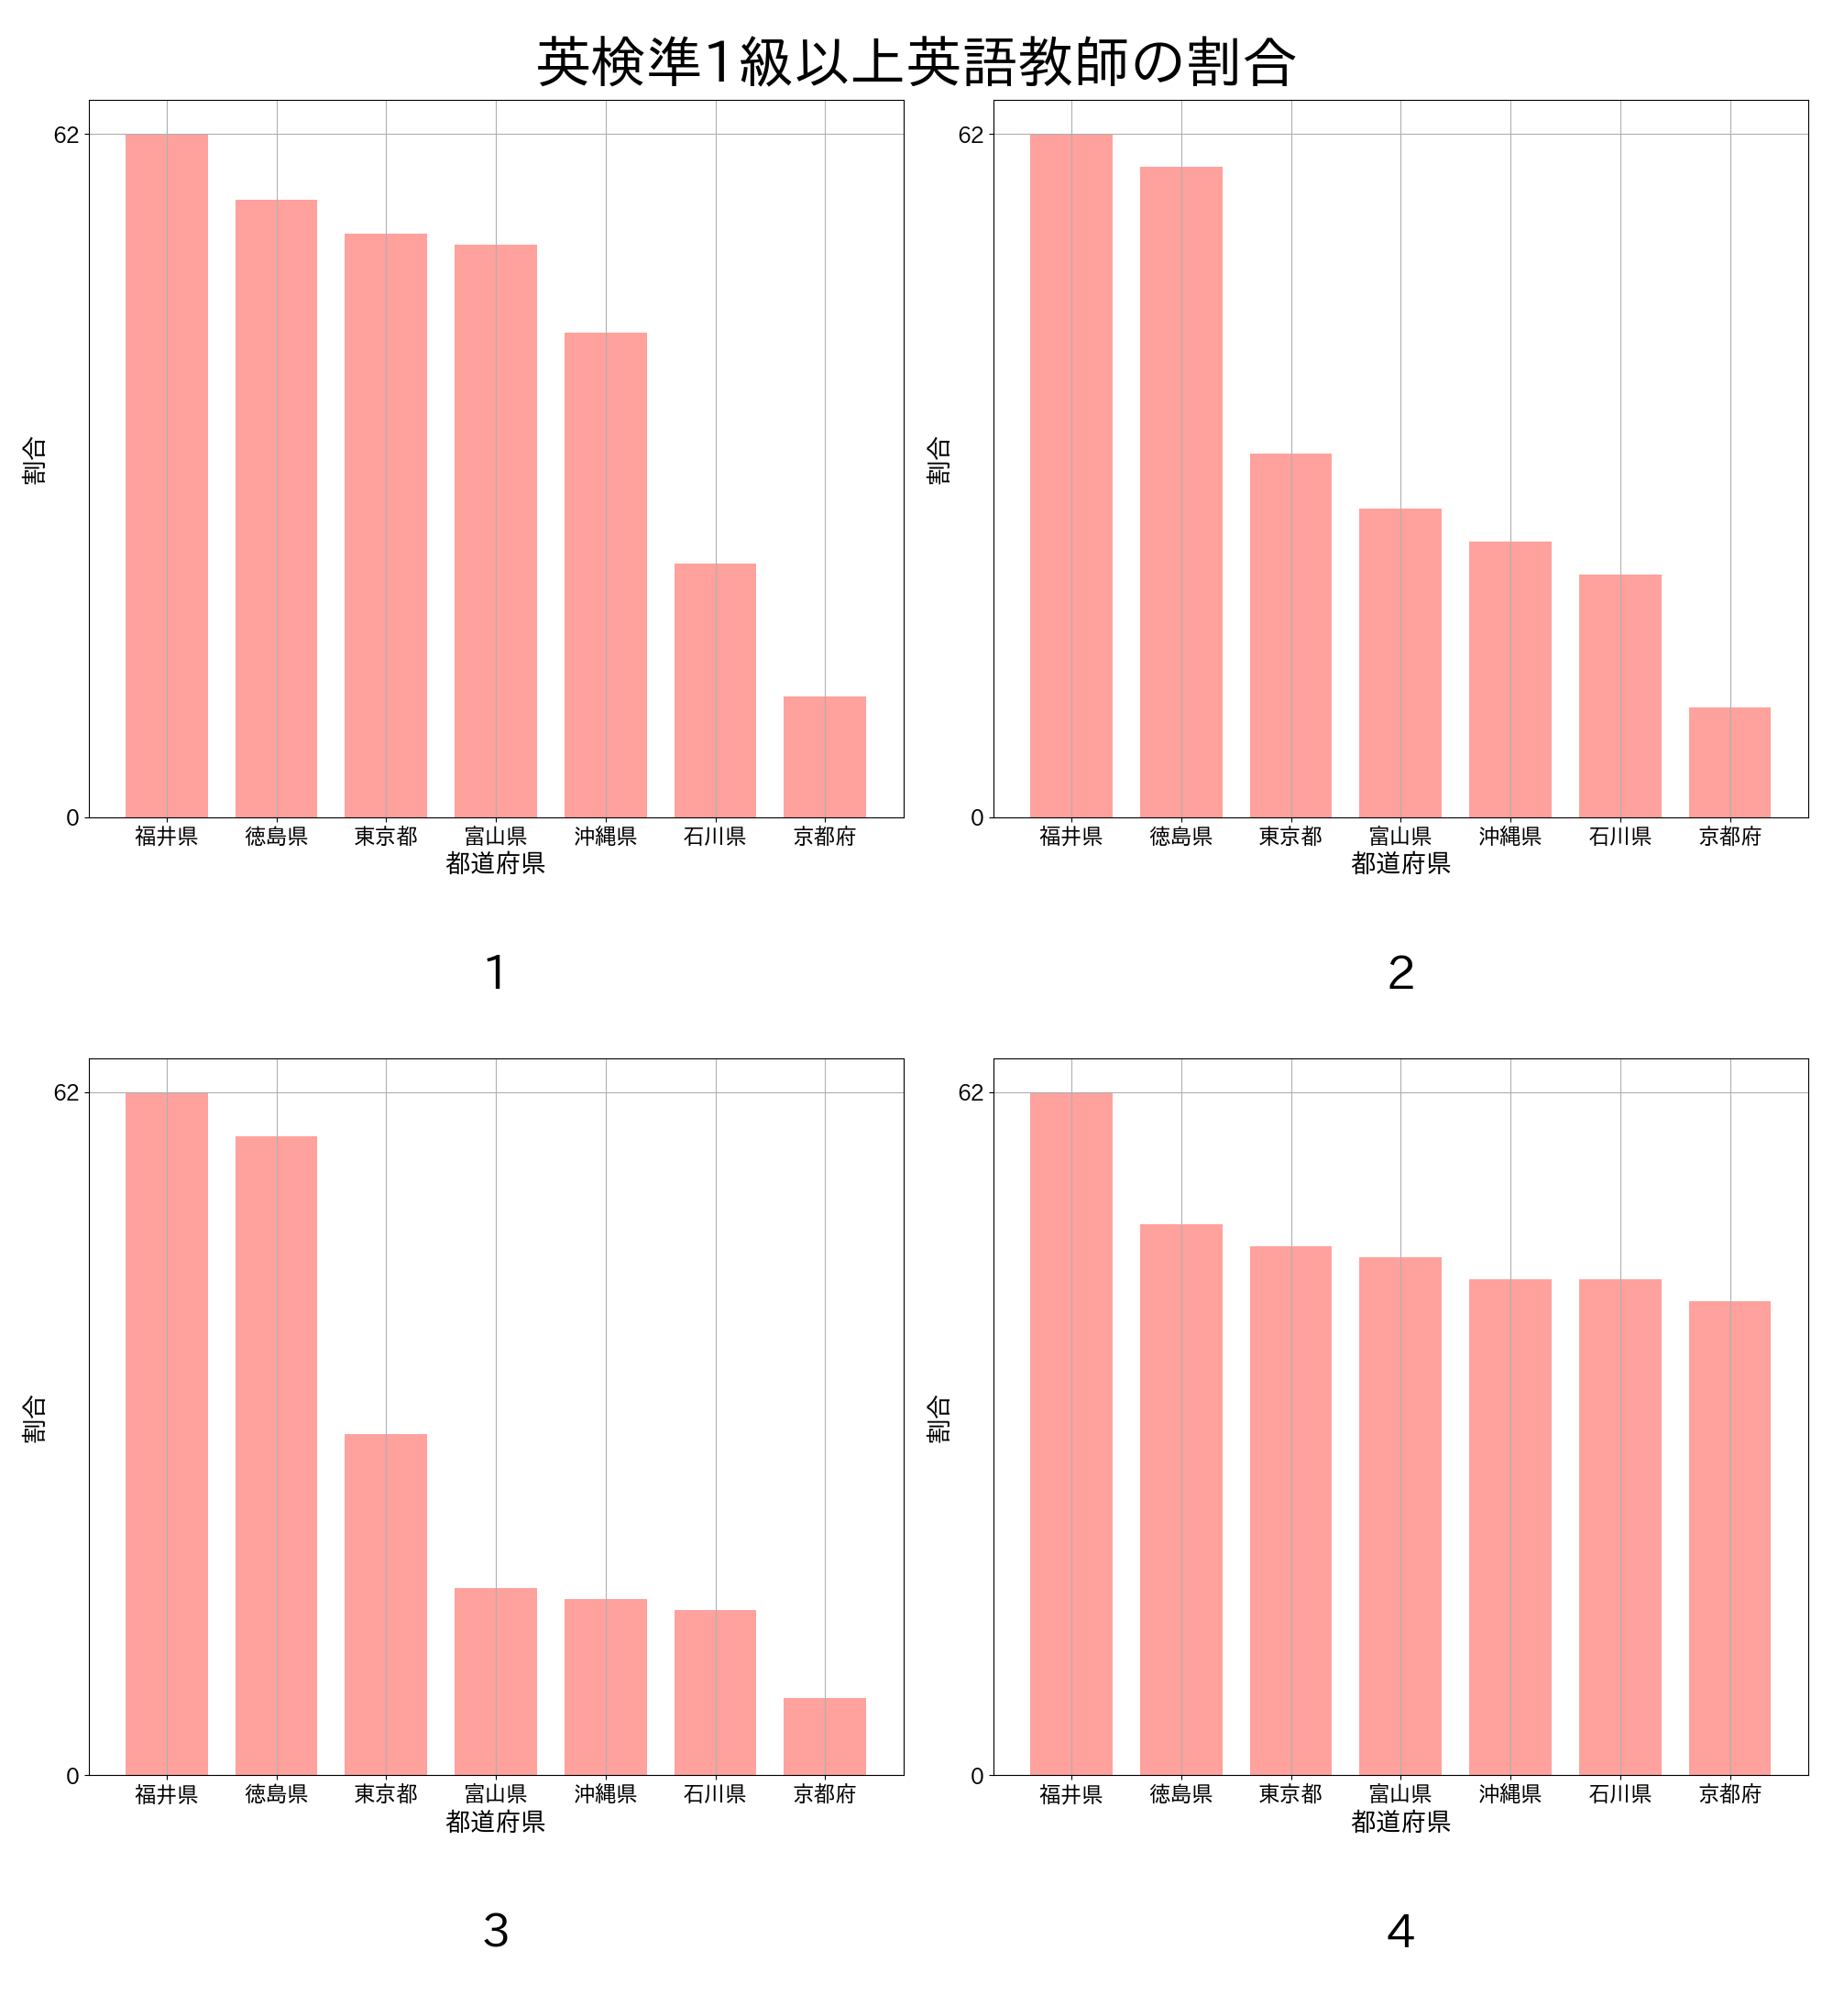 英検準1級以上英語教師の割合
62
0
割合
福井県 徳島県 東京都 富山県 沖縄県 石川県 京都府
都道府県
1
62
0
割合
福井県 徳島県 東京都 富山県 沖縄県 石川県 京都府
都道府県
2
62
0
割合
福井県 徳島県 東京都 富山県 沖縄県 石川県 京都府
都道府県
3
62
0
割合
福井県 徳島県 東京都 富山県 沖縄県 石川県 京都府
都道府県
4